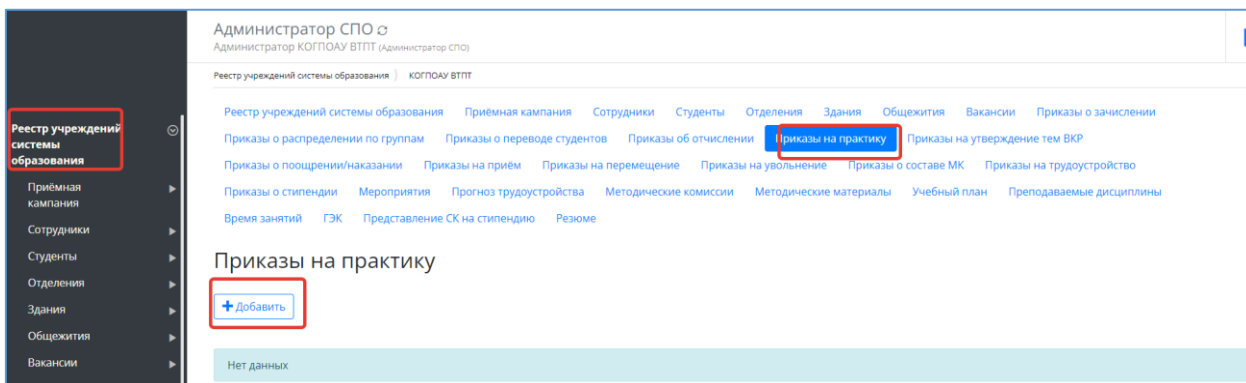 Администратор СПО
Администратор КОГПОАУ ВТПТ (Администратор СПО)
Реестр учреждений системы образования
КОГПОАУ ВТПТ
Реестр учреждений системы образования
Приёмная кампания
Сотрудники
Студенты
Отделения
Здания
Общежития
Вакансии
Реестр учреждений системы образования Приёмная кампания Сотрудники Студенты Отделения Здания Общежития Вакансии Приказы о зачислении
Приказы о распределении по группам Приказы о переводе студентов Приказы об отчислении Приказы на практику Приказы на утверждение тем ВКР
Приказы о поощрении/наказании Приказы на приём Приказы на перемещение Приказы на увольнение Приказы о составе МК Приказы на трудоустройство
Приказы о стипендии Мероприятия Прогноз трудоустройства Методические комиссии Методические материалы Учебный план Преподаваемые дисциплины
Время занятий ГЭК Представление СК на стипендию Резюме
Приказы на практику
+ Добавить
Нет данных